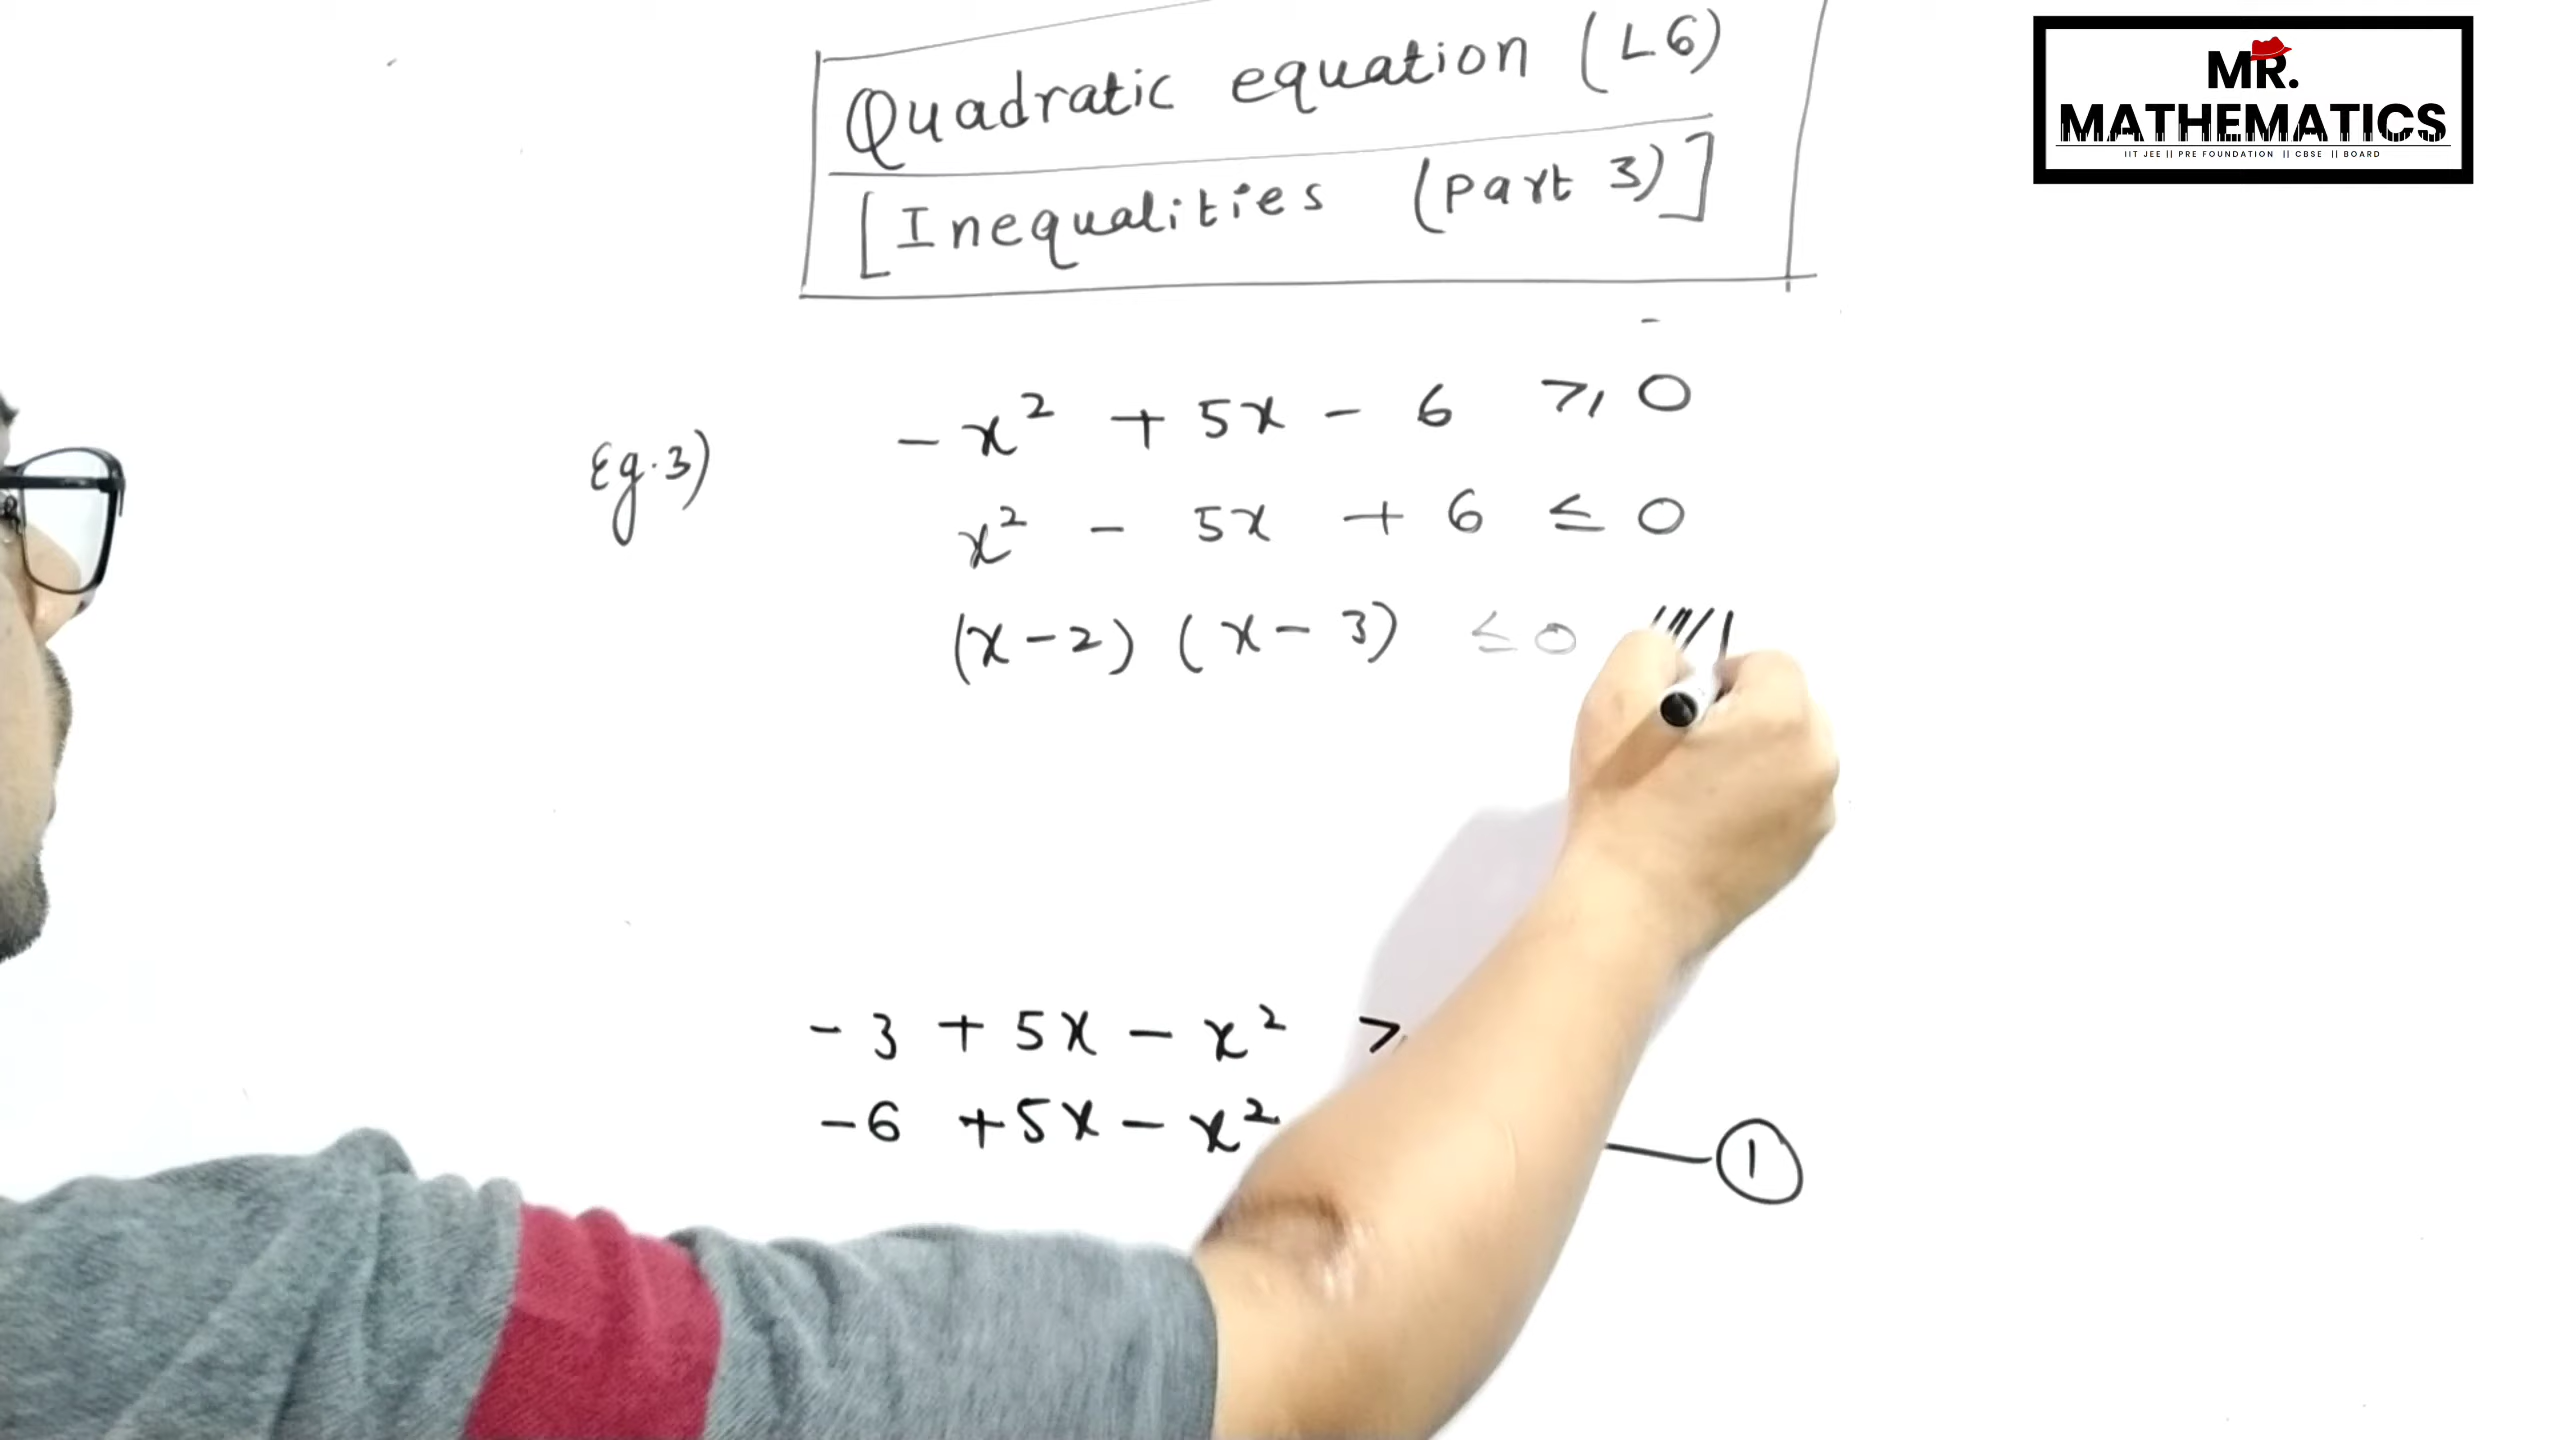 Quadratic equation (L6)
[Inequalities (part 3)]
MR.
MATHEMATICS
IIT JEE || PRE FOUNDATION || CBSE || BOARD
Eg.3) -x² + 5x - 6 ≥ 0
x² - 5x + 6 ≤ 0
(x-2) (x-3) ≤ 0
-3 + 5x - x² ≥
-6 + 5x - x²
①